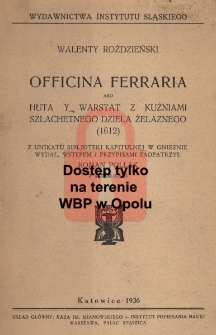 WYDAWNICTWA INSTYTUTU ŚLĄSKIEGO
WALENTY ROŹDZIEŃSKI
OFFICINA FERRARIA
ABO
HUTA Y WARSTAT Z KUŹNIAMI
SZLACHETNEGO DZIEŁA ŻELAZNEGO
(1612)
Z UNIKATU BIBLJOTEKI KAPITULNEJ W GNIEŹNIE
WYDAŁ, WSTĘPEM I PRZYPISAMI ZAOPATRZYŁ
ROMAN POLLAK
Dostęp tylko
na terenie
WBP w Opolu
Katowice 1936
SKŁAD GŁÓWNY: KASA IM. MIANOWSKIEGO – INSTYTUT POPIERANIA NAUKI
WARSZAWA, PAŁAC STASZICA